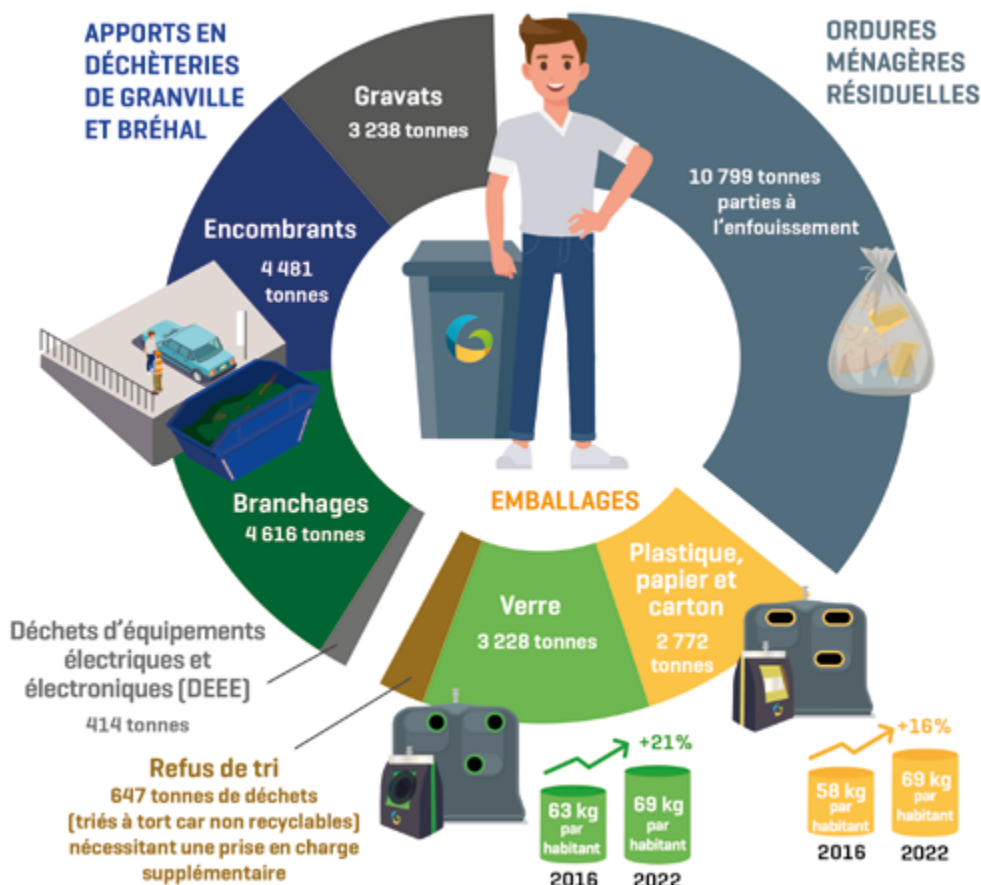 APPORTS EN
DÉCHÈTERIES
DE GRANVILLE
ET BRÉHAL
Gravats
3 238 tonnes
Encombrants
4 481
tonnes
Branchages
4 616 tonnes
Déchets d'équipements
électriques et
électroniques (DEEE)
414 tonnes
ORDURES
MÉNAGÈRES
RÉSIDUELLES
10 799 tonnes
parties à
l'enfouissement
EMBALLAGES
Plastique,
papier et
carton
2 772
tonnes
Verre
3 228 tonnes
Refus de tri
647 tonnes de déchets
(triés à tort car non recyclables)
nécessitant une prise en charge
supplémentaire
+21%
63 kg
par
habitant
2016
69 kg
par
habitant
2022
+16%
58 kg
par
habitant
2016
69 kg
par
habitant
2022